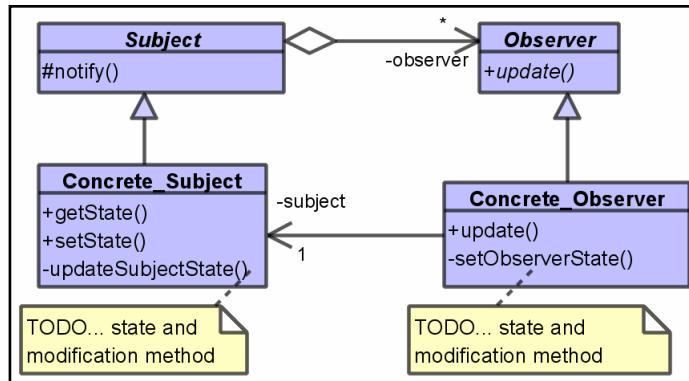 Subject
#notify()
*
-observer
Observer
+update()
Concrete_Subject
+getState()
+setState()
-updateSubjectState()
-subject
1
Concrete_Observer
+update()
-setObserverState()
TODO... state and
modification method
TODO... state and
modification method